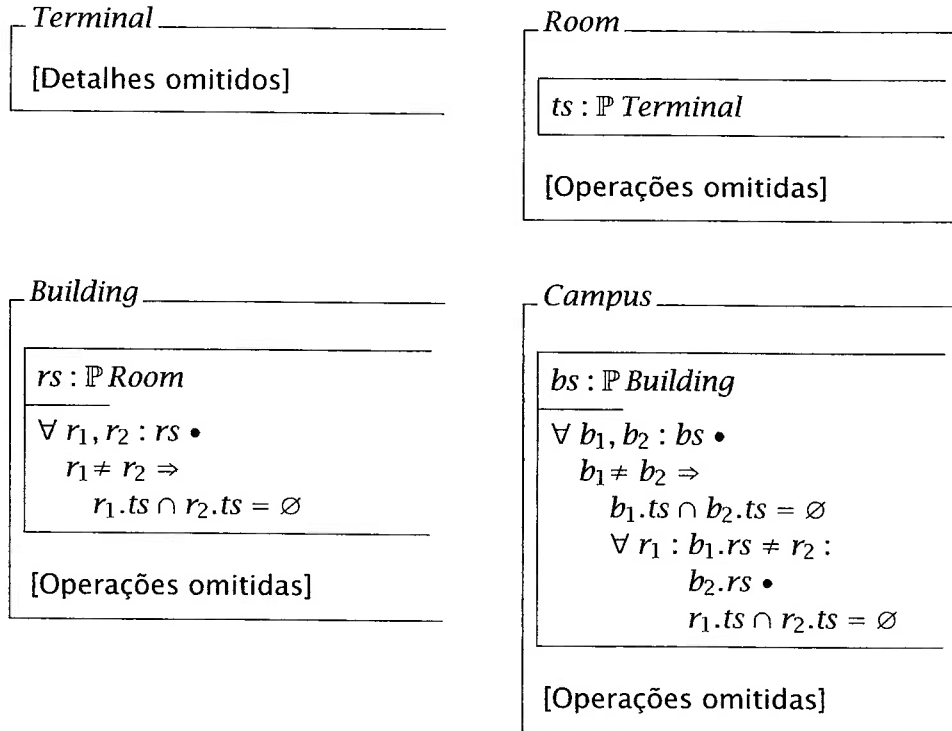 Terminal
[Detalhes omitidos]
Room
ts : ℙ Terminal
[Operações omitidas]
Building
rs : ℙ Room
∀ r₁, r₂ : rs •
r₁ ≠ r₂ ⇒
r₁.ts ∩ r₂.ts = ∅
[Operações omitidas]
Campus
bs : ℙ Building
∀ b₁, b₂ : bs •
b₁ ≠ b₂ ⇒
b₁.ts ∩ b₂.ts = ∅
∀ r₁ : b₁.rs ≠ r₂ :
b₂.rs •
r₁.ts ∩ r₂.ts = ∅
[Operações omitidas]